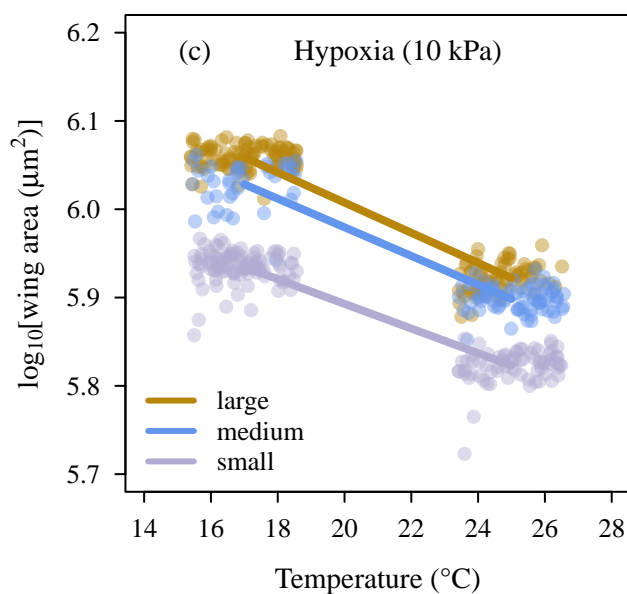 (c) Hypoxia (10 kPa)
log₁₀[wing area (μm²)]
6.2
6.1
6.0
5.9
5.8
5.7
large
medium
small
14 16 18 20 22 24 26 28
Temperature (°C)